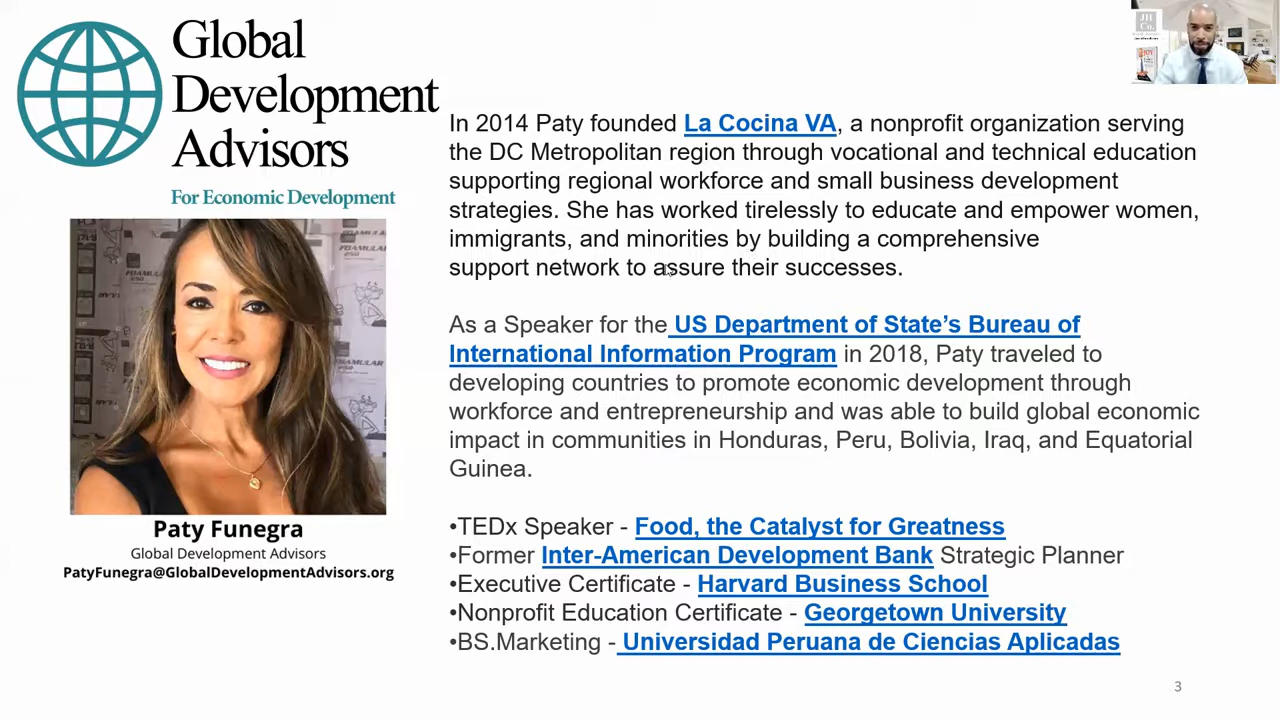 Global
Development
Advisors
For Economic Development
In 2014 Paty founded La Cocina VA, a nonprofit organization serving
the DC Metropolitan region through vocational and technical education
supporting regional workforce and small business development
strategies. She has worked tirelessly to educate and empower women,
immigrants, and minorities by building a comprehensive
support network to assure their successes.
As a Speaker for the US Department of State’s Bureau of
International Information Program in 2018, Paty traveled to
developing countries to promote economic development through
workforce and entrepreneurship and was able to build global economic
impact in communities in Honduras, Peru, Bolivia, Iraq, and Equatorial
Guinea.
•TEDx Speaker - Food, the Catalyst for Greatness
•Former Inter-American Development Bank Strategic Planner
•Executive Certificate - Harvard Business School
•Nonprofit Education Certificate - Georgetown University
•BS.Marketing - Universidad Peruana de Ciencias Aplicadas
FOAMULAR
250
Paty Funegra
Global Development Advisors
PatyFunegra@GlobalDevelopmentAdvisors.org
JH
Co.
3